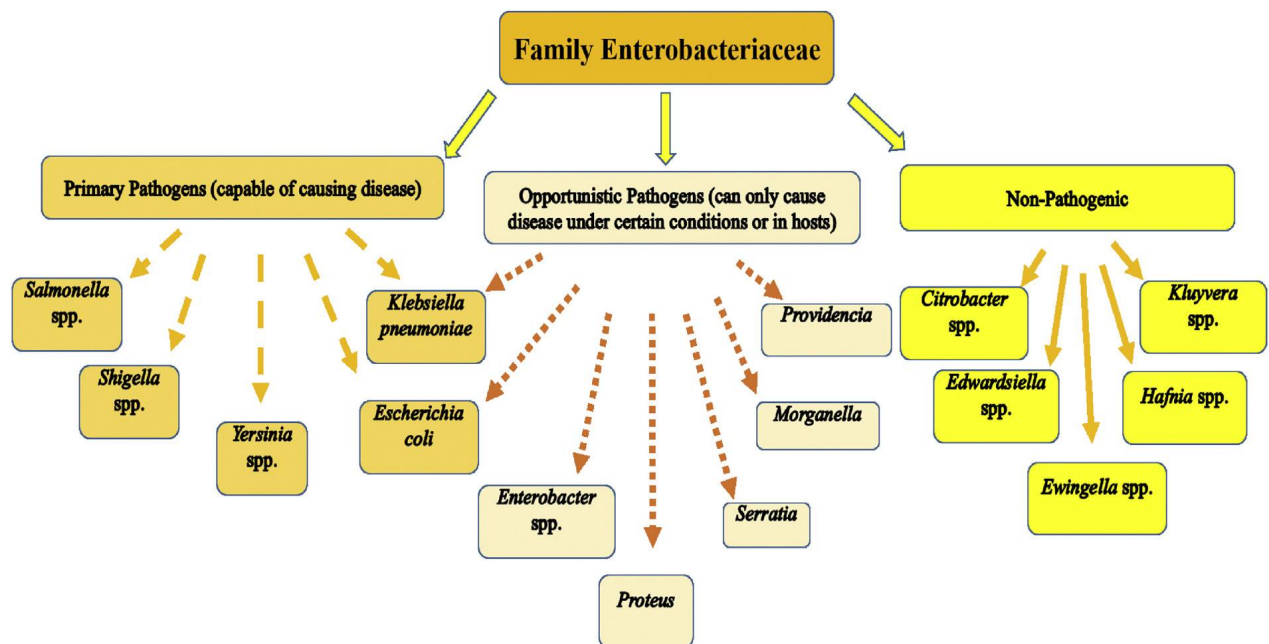 Family Enterobacteriaceae
Primary Pathogens (capable of causing disease)
Opportunistic Pathogens (can only cause
disease under certain conditions or in hosts)
Non-Pathogenic
Salmonella
spp.
Shigella
spp.
Yersinia
spp.
Escherichia
coli
Klebsiella
pneumoniae
Enterobacter
spp.
Proteus
Serratia
Morganella
Providencia
Citrobacter
spp.
Edwardsiella
spp.
Ewingella spp.
Hafnia spp.
Kluyvera
spp.